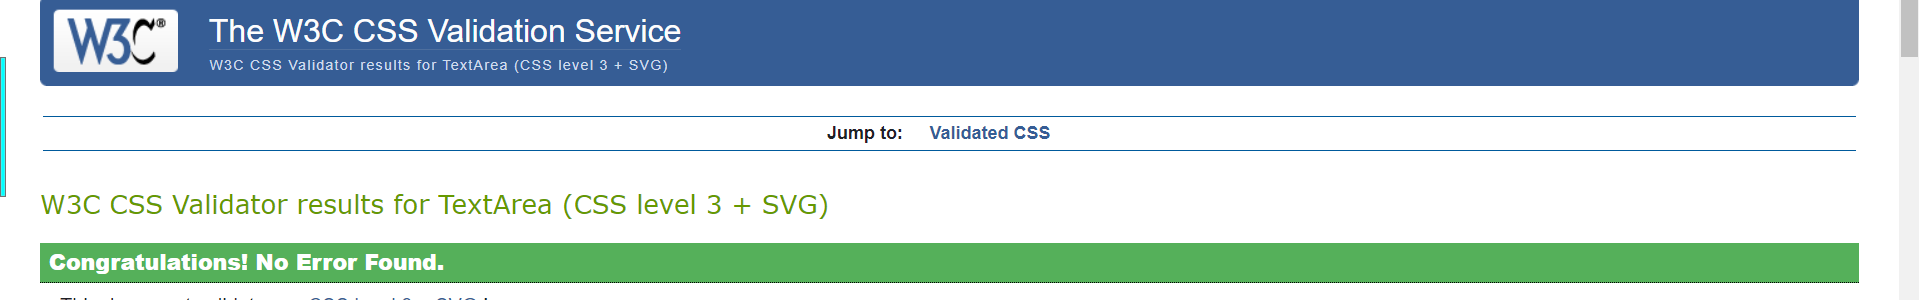 W3C®
The W3C CSS Validation Service
W3C CSS Validator results for TextArea (CSS level 3 + SVG)
Jump to: Validated CSS
W3C CSS Validator results for TextArea (CSS level 3 + SVG)
Congratulations! No Error Found.